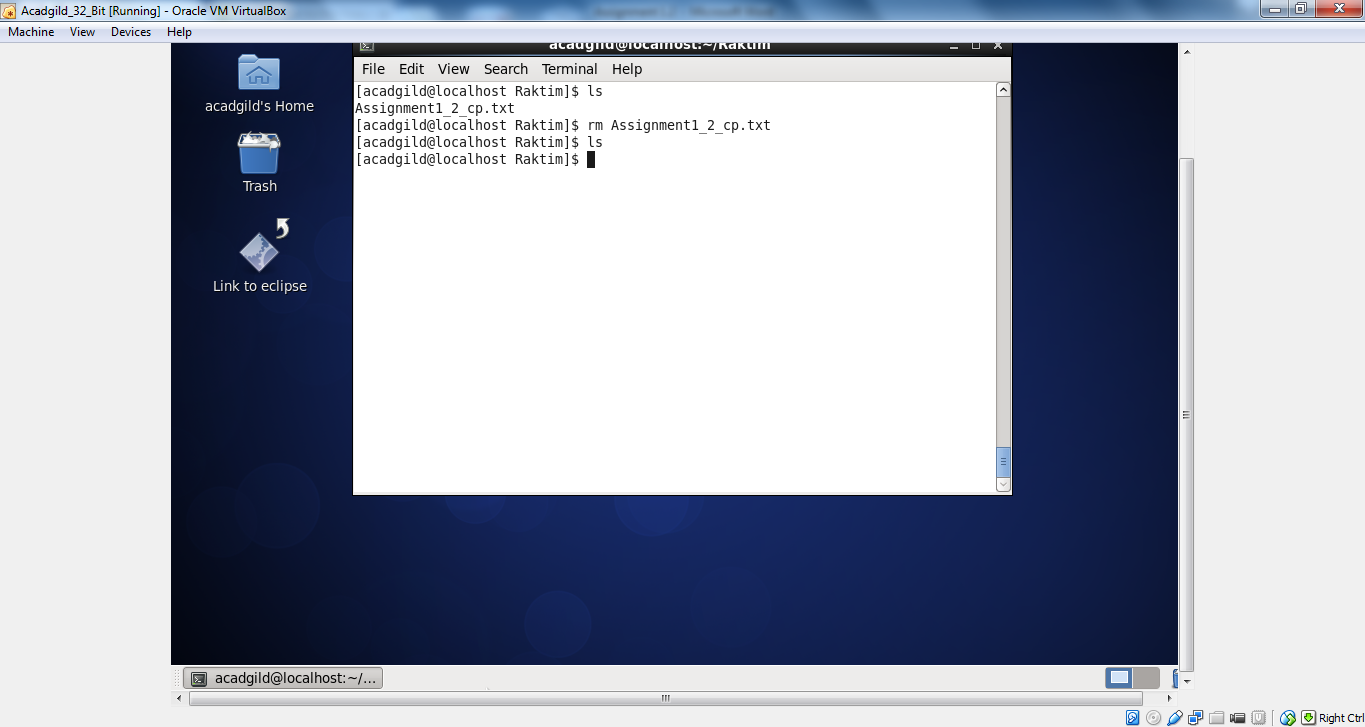 Acadgild_32_Bit [Running] - Oracle VM VirtualBox
Machine View Devices Help
acadgild@localhost:~/Raktim
File Edit View Search Terminal Help
[acadgild@localhost Raktim]$ ls
Assignment1_2_cp.txt
[acadgild@localhost Raktim]$ rm Assignment1_2_cp.txt
[acadgild@localhost Raktim]$ ls
[acadgild@localhost Raktim]$
acadgild's Home
Trash
Link to eclipse
acadgild@localhost:~/...
Right Ctrl